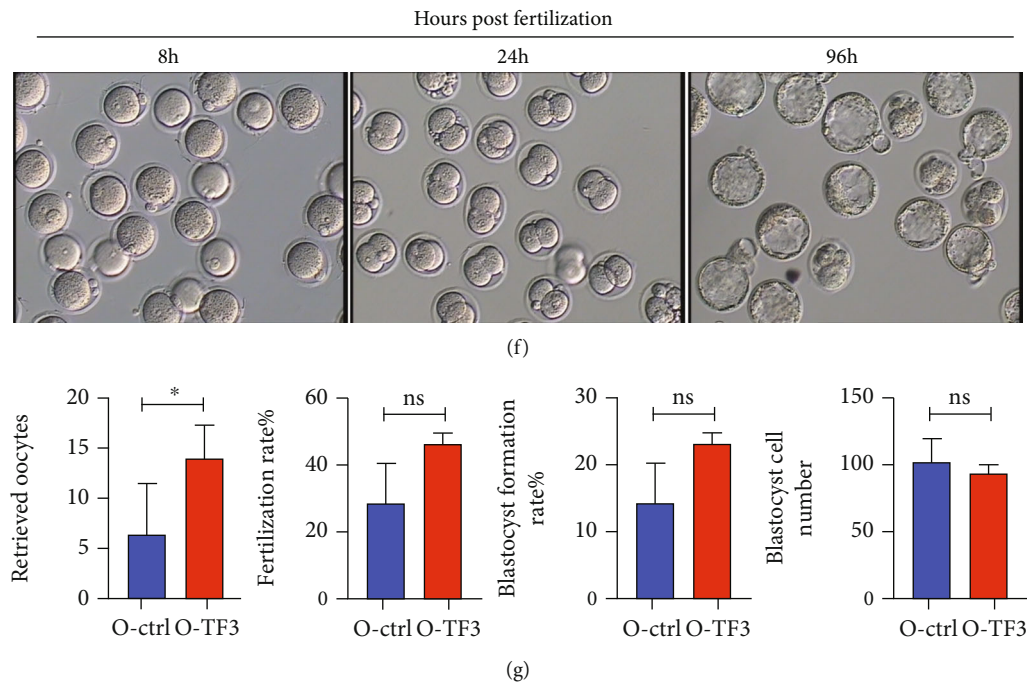 Hours post fertilization
8h 24h 96h
(f)
Retrieved oocytes
20
15
10
5
0
*
O-ctrl O-TF3
Fertilization rate%
60
40
20
0
ns
O-ctrl O-TF3
Blastocyst formation
rate%
30
20
10
0
ns
O-ctrl O-TF3
Blastocyst cell
number
150
100
50
0
ns
O-ctrl O-TF3
(g)